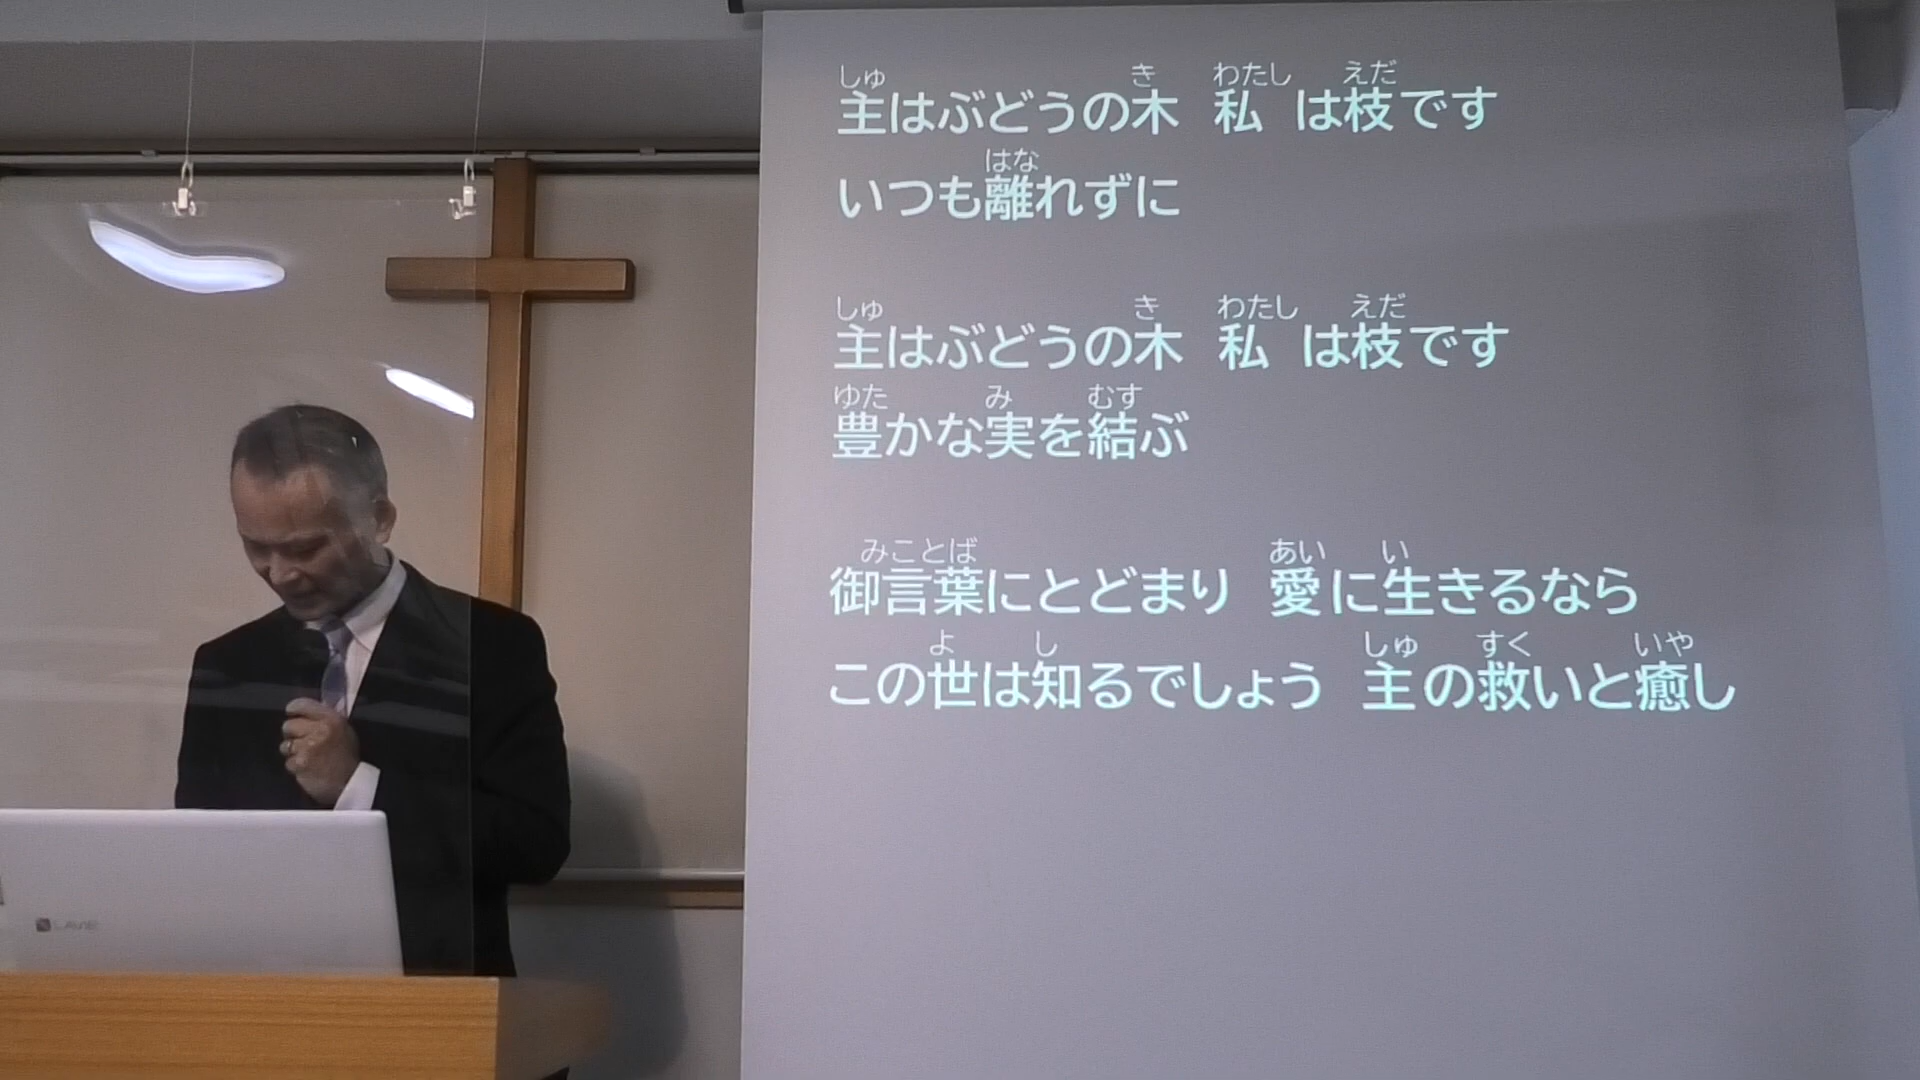 しゅ き わたし えだ
主はぶどうの木 私 は枝です
はな
いつも離れずに
しゅ き わたし えだ
主はぶどうの木 私 は枝です
ゆた み むす
豊かな実を結ぶ
みことば あい い
御言葉にとどまり 愛に生きるなら
よ し しゅ すく いや
この世は知るでしょう 主の救いと癒し
LAVIE